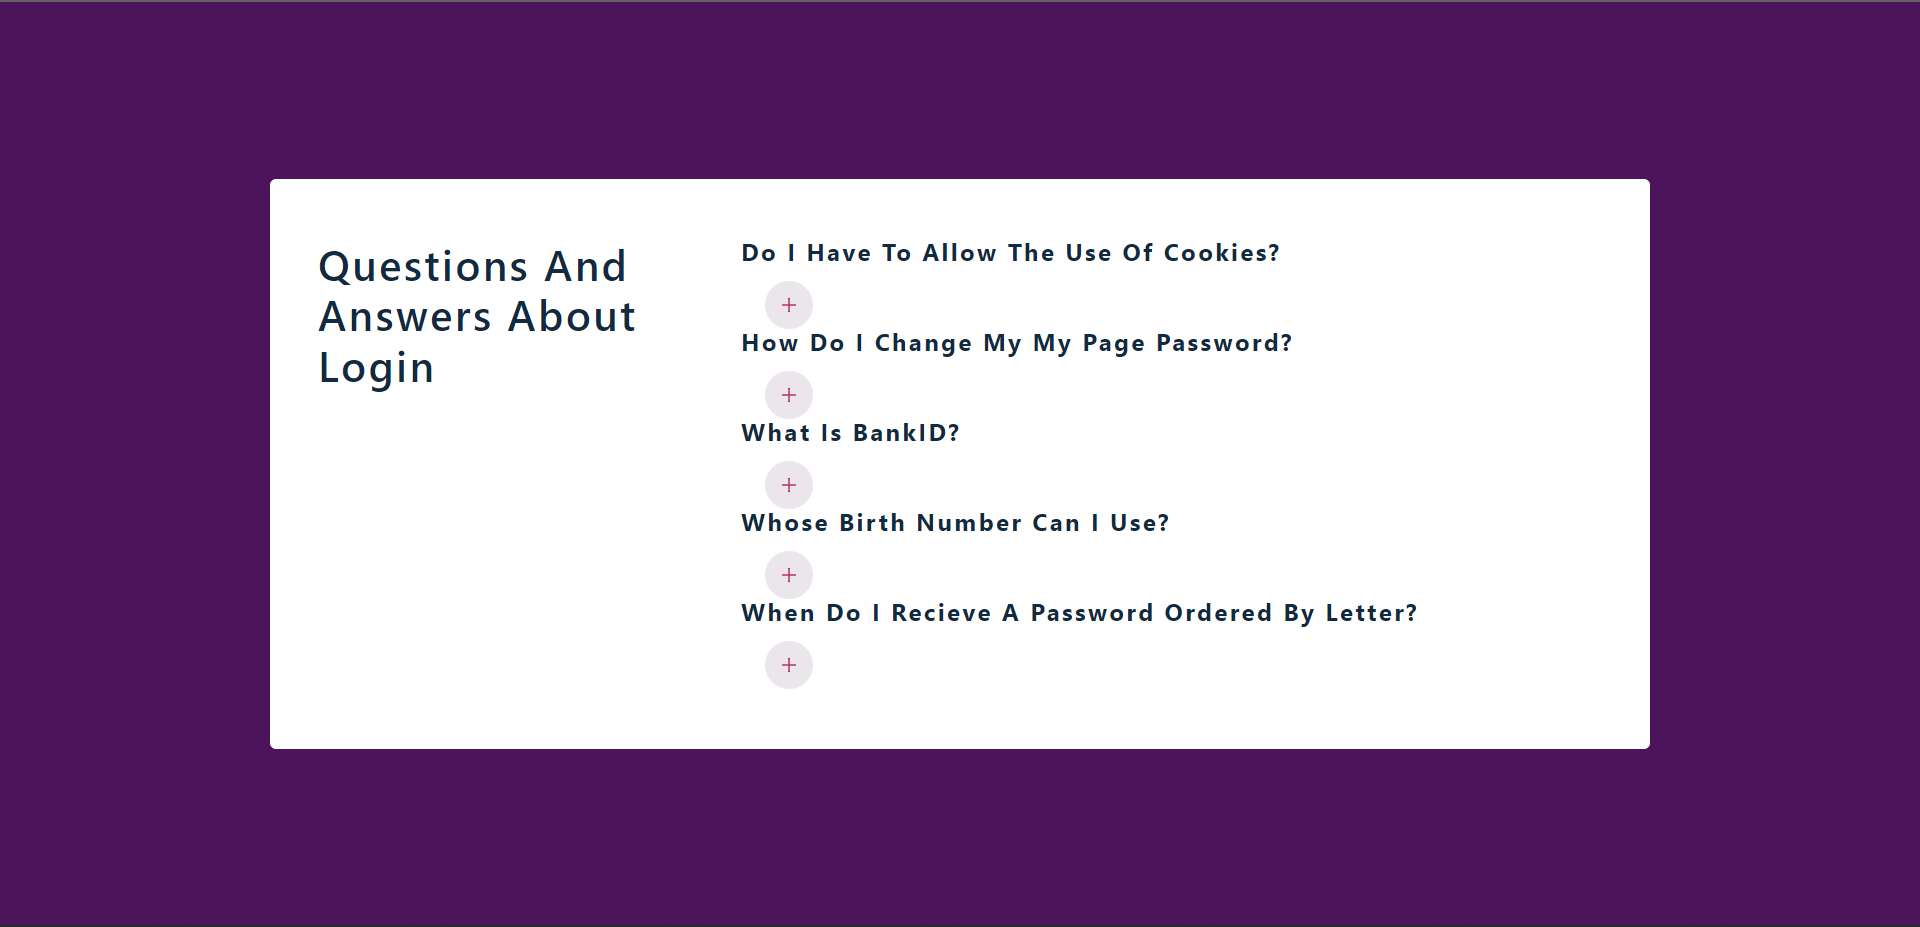 Questions And
Answers About
Login
Do I Have To Allow The Use Of Cookies?
How Do I Change My My Page Password?
What Is BankID?
Whose Birth Number Can I Use?
When Do I Recieve A Password Ordered By Letter?